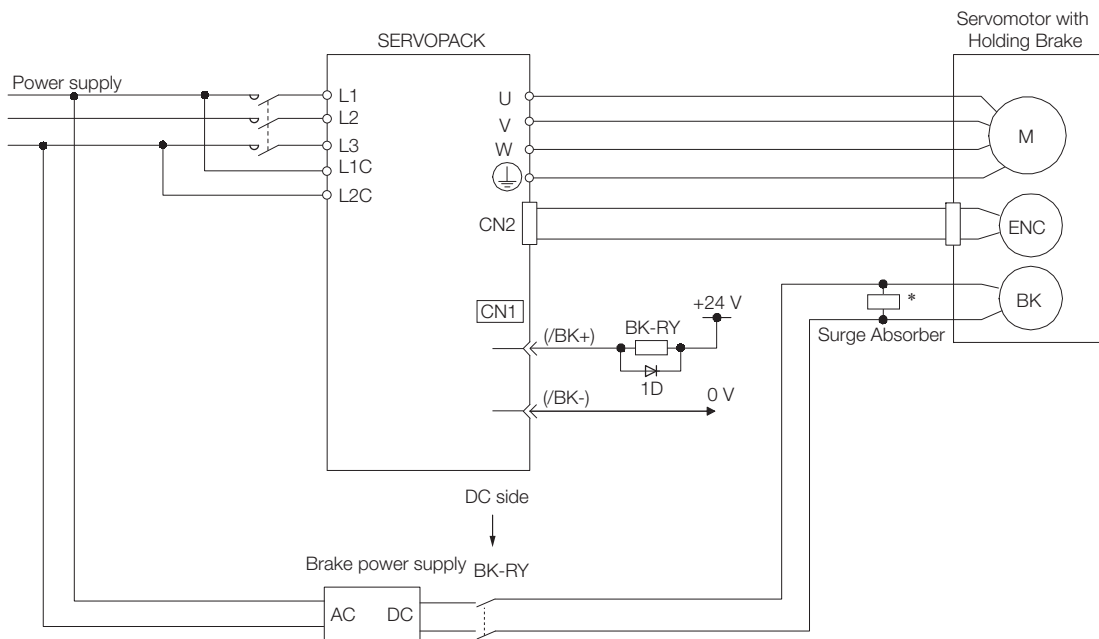 Servomotor with
Holding Brake
SERVOPACK
Power supply
L1
L2
L3
L1C
L2C
U
V
W
M
CN2
ENC
CN1
BK
*
Surge Absorber
+24 V
(/BK+)
BK-RY
1D
(/BK-)
0 V
DC side
Brake power supply
BK-RY
AC
DC